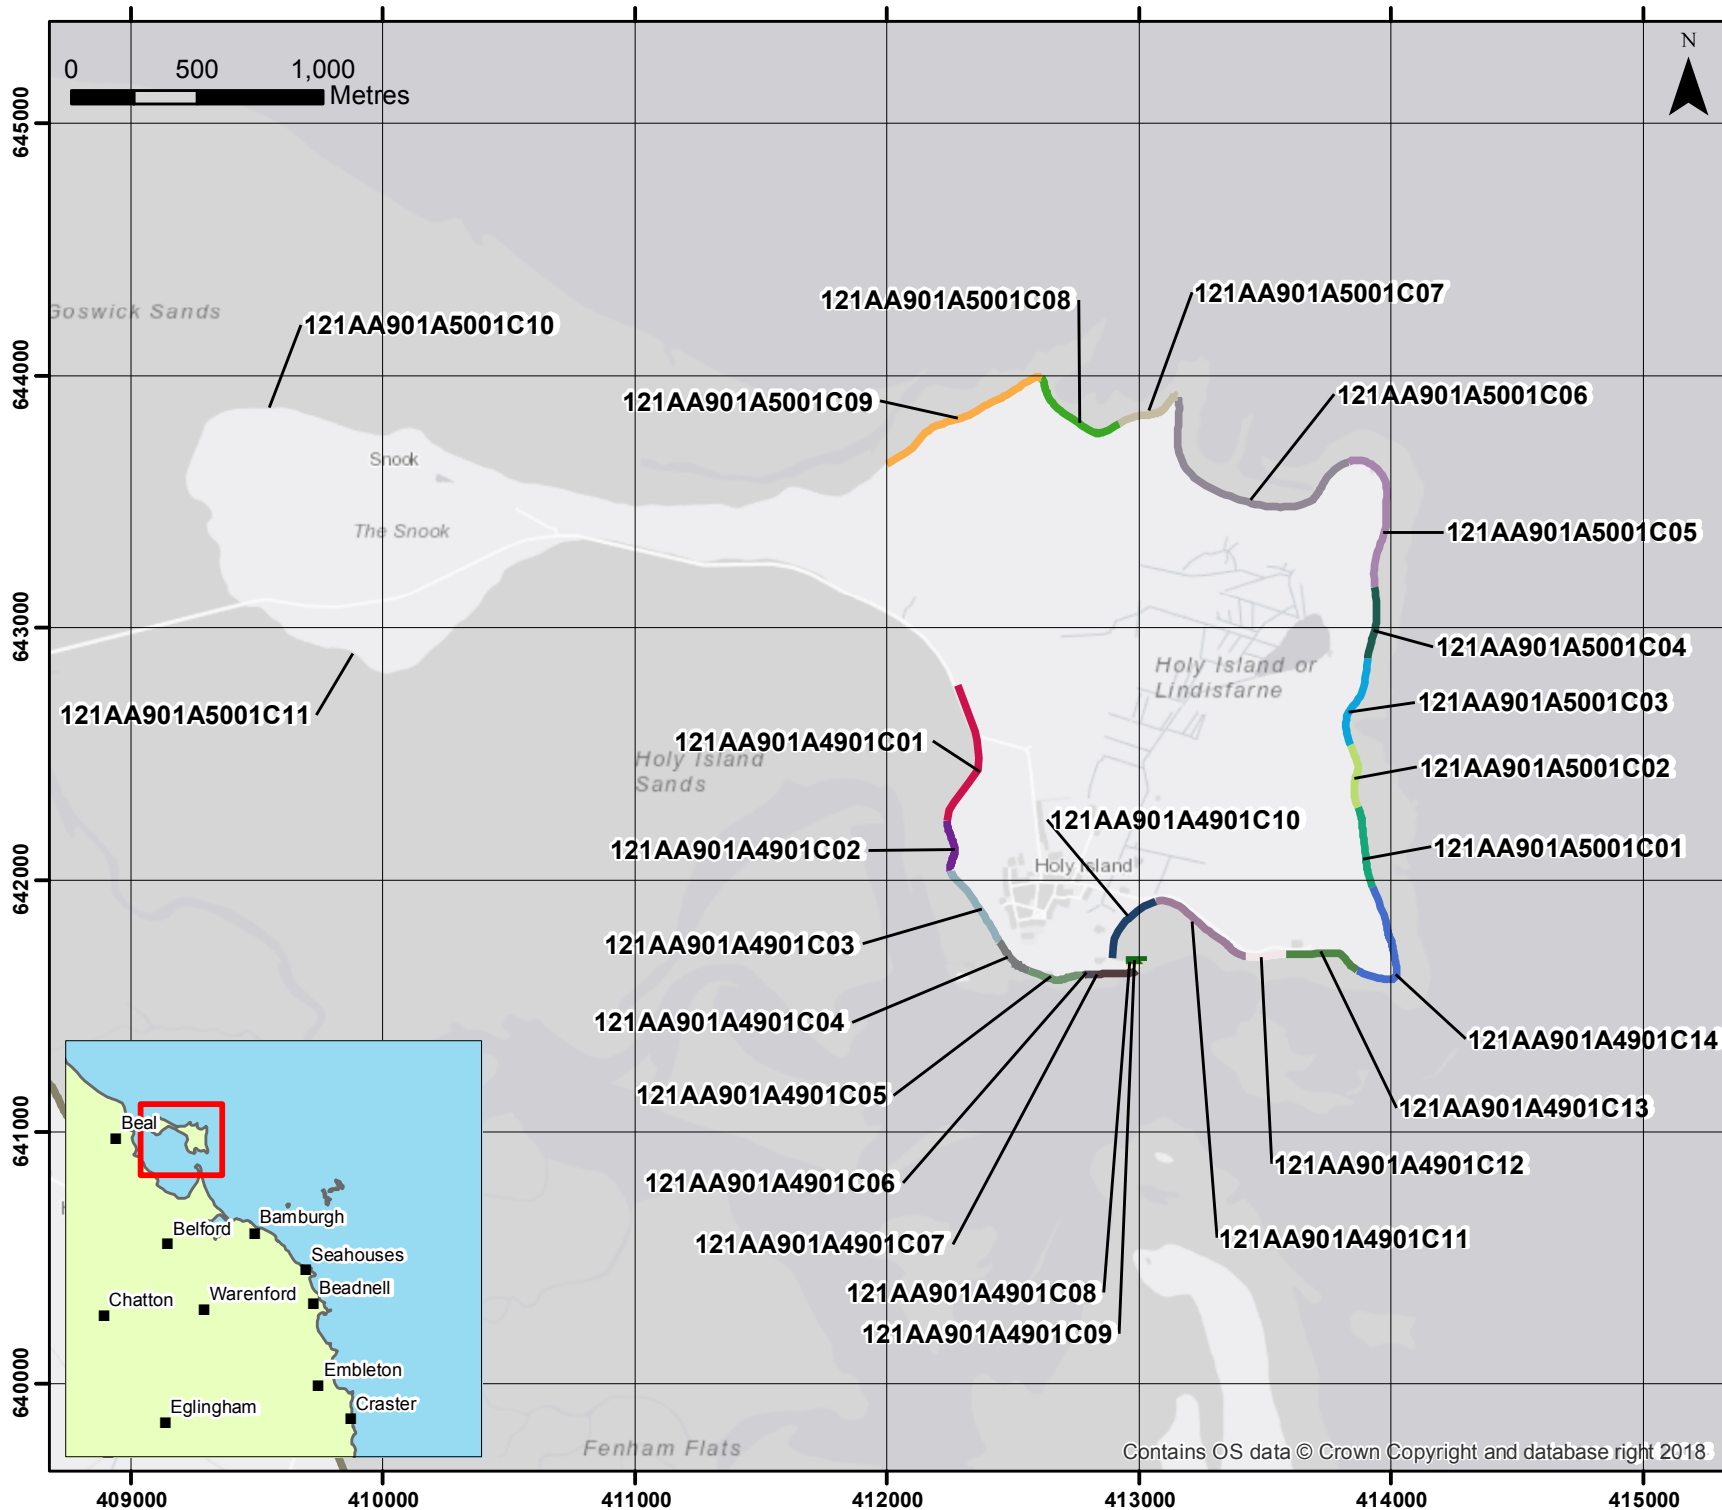 N
0 500 1,000
Metres
645000
644000
643000
642000
641000
640000
Goswick Sands
121AA901A5001C10
121AA901A5001C08
121AA901A5001C07
121AA901A5001C09
121AA901A5001C06
Snook
The Snook
121AA901A5001C05
121AA901A5001C04
Holy Island or
Lindisfarne
121AA901A5001C11
121AA901A5001C03
121AA901A4901C01
Holy Island
Sands
121AA901A5001C02
121AA901A4901C10
121AA901A4901C02
121AA901A5001C01
Holy Island
121AA901A4901C03
121AA901A4901C04
121AA901A4901C14
121AA901A4901C05
121AA901A4901C13
121AA901A4901C12
121AA901A4901C06
121AA901A4901C11
121AA901A4901C07
121AA901A4901C08
121AA901A4901C09
Beal
Belford
Bamburgh
Seahouses
Beadnell
Warenford
Chatton
Embleton
Craster
Eglingham
Fenham Flats
Contains OS data © Crown Copyright and database right 2018
409000 410000 411000 412000 413000 414000 415000